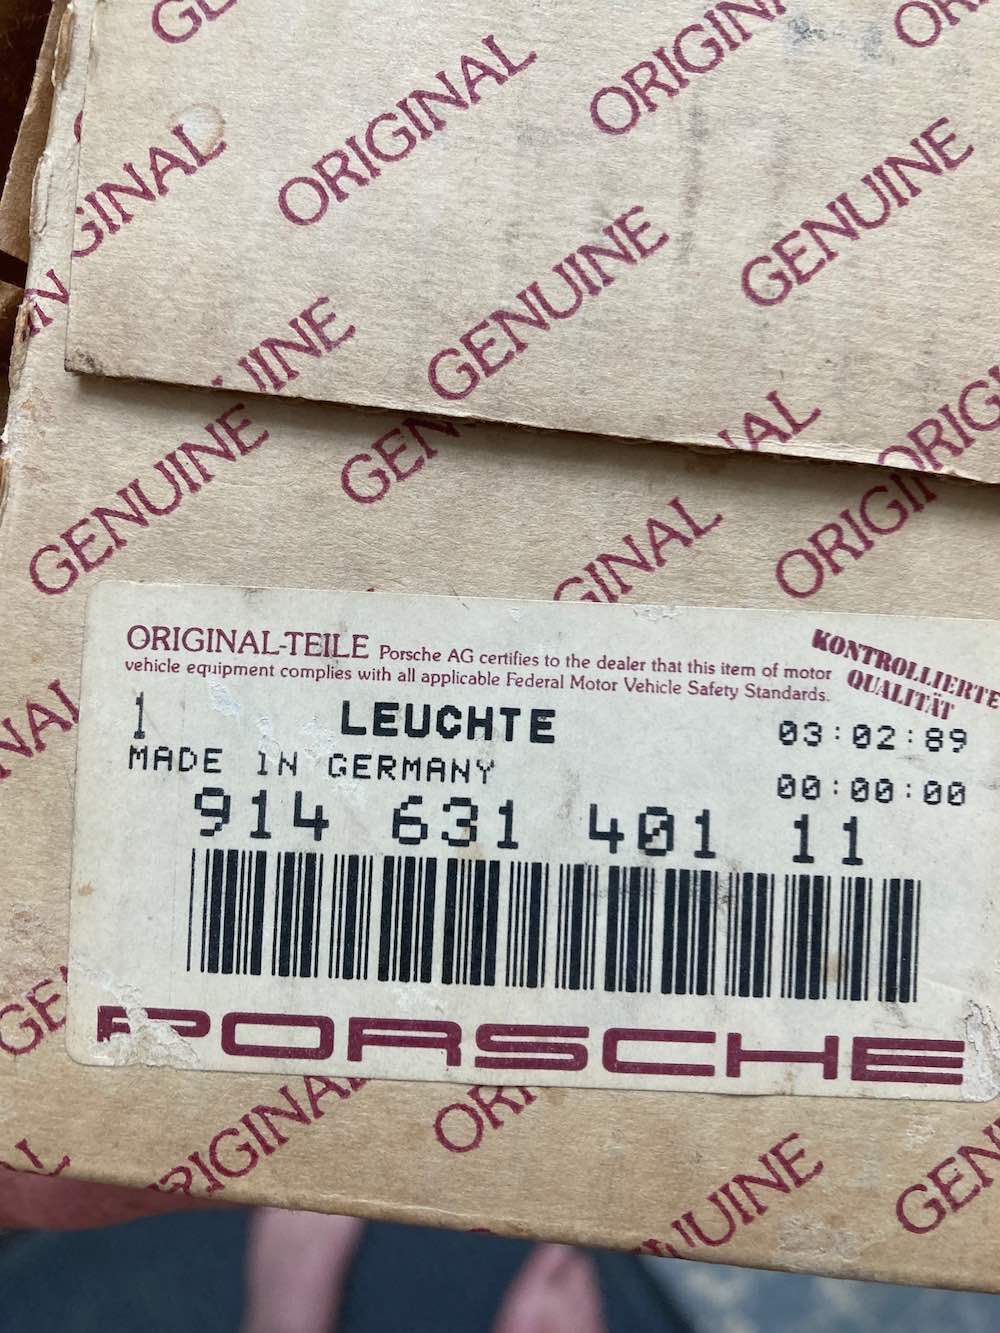 ORIGINAL
ORIGINAL
GENUINE
GENUINE
GENUINE
ORIGINAL-TEILE Porsche AG certifies to the dealer that this item of motor
vehicle equipment complies with all applicable Federal Motor Vehicle Safety Standards.
KONTROLLIERTE
QUALITÄT
1 LEUCHTE 03:02:89
MADE IN GERMANY 00:00:00
914 631 401 11
PORSCHE